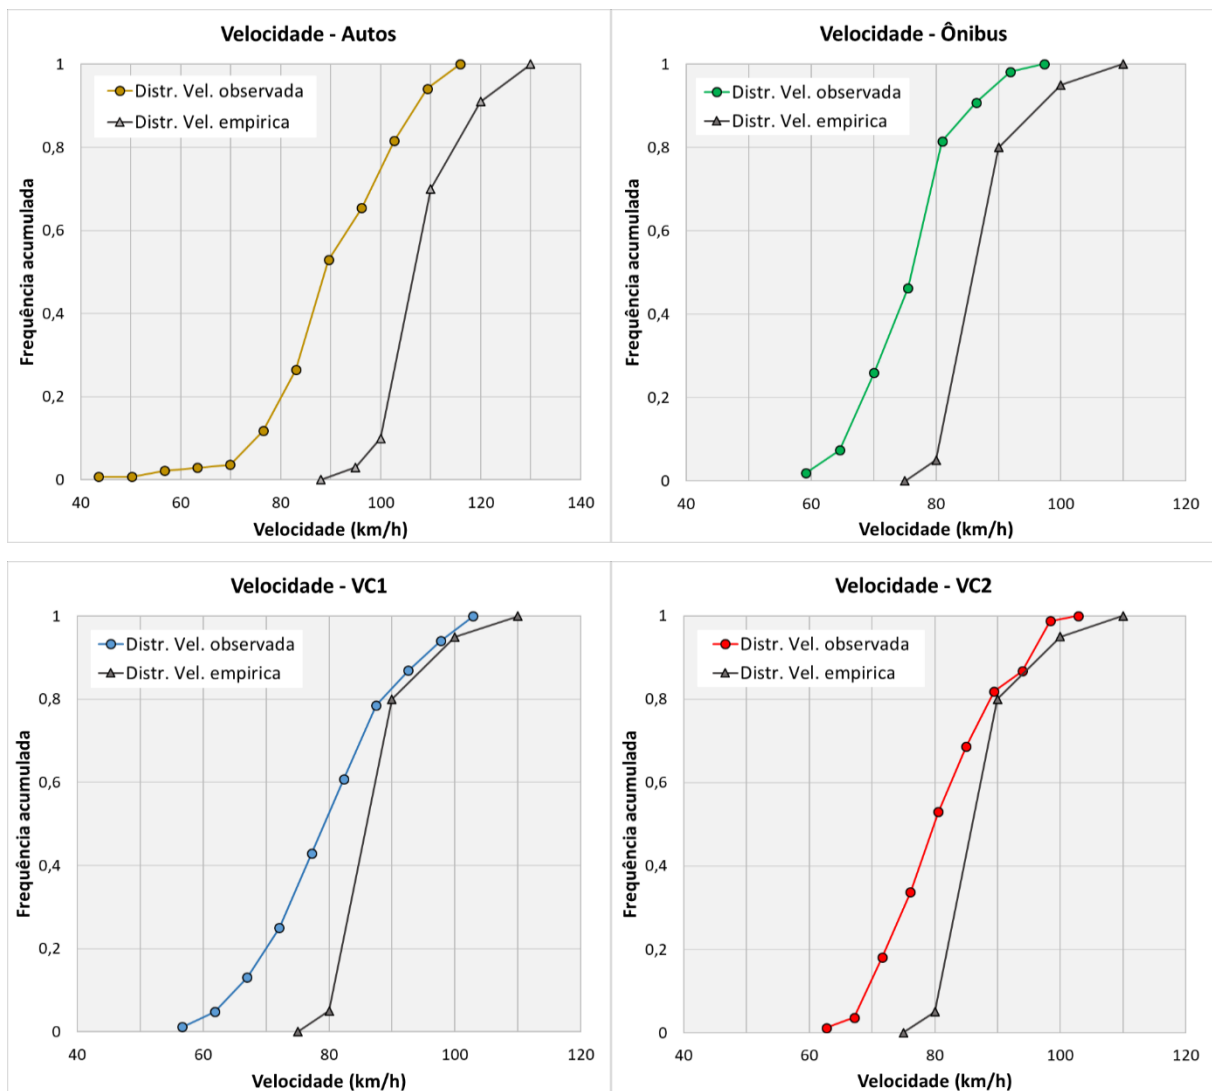 Velocidade - Autos
Distr. Vel. observada
Distr. Vel. empirica
Frequência acumulada
1
0,8
0,6
0,4
0,2
0
40 60 80 100 120 140
Velocidade (km/h)
Velocidade - Ônibus
Distr. Vel. observada
Distr. Vel. empirica
Frequência acumulada
1
0,8
0,6
0,4
0,2
0
40 60 80 100 120
Velocidade (km/h)
Velocidade - VC1
Distr. Vel. observada
Distr. Vel. empirica
Frequência acumulada
1
0,8
0,6
0,4
0,2
0
40 60 80 100 120
Velocidade (km/h)
Velocidade - VC2
Distr. Vel. observada
Distr. Vel. empirica
Frequência acumulada
1
0,8
0,6
0,4
0,2
0
40 60 80 100 120
Velocidade (km/h)